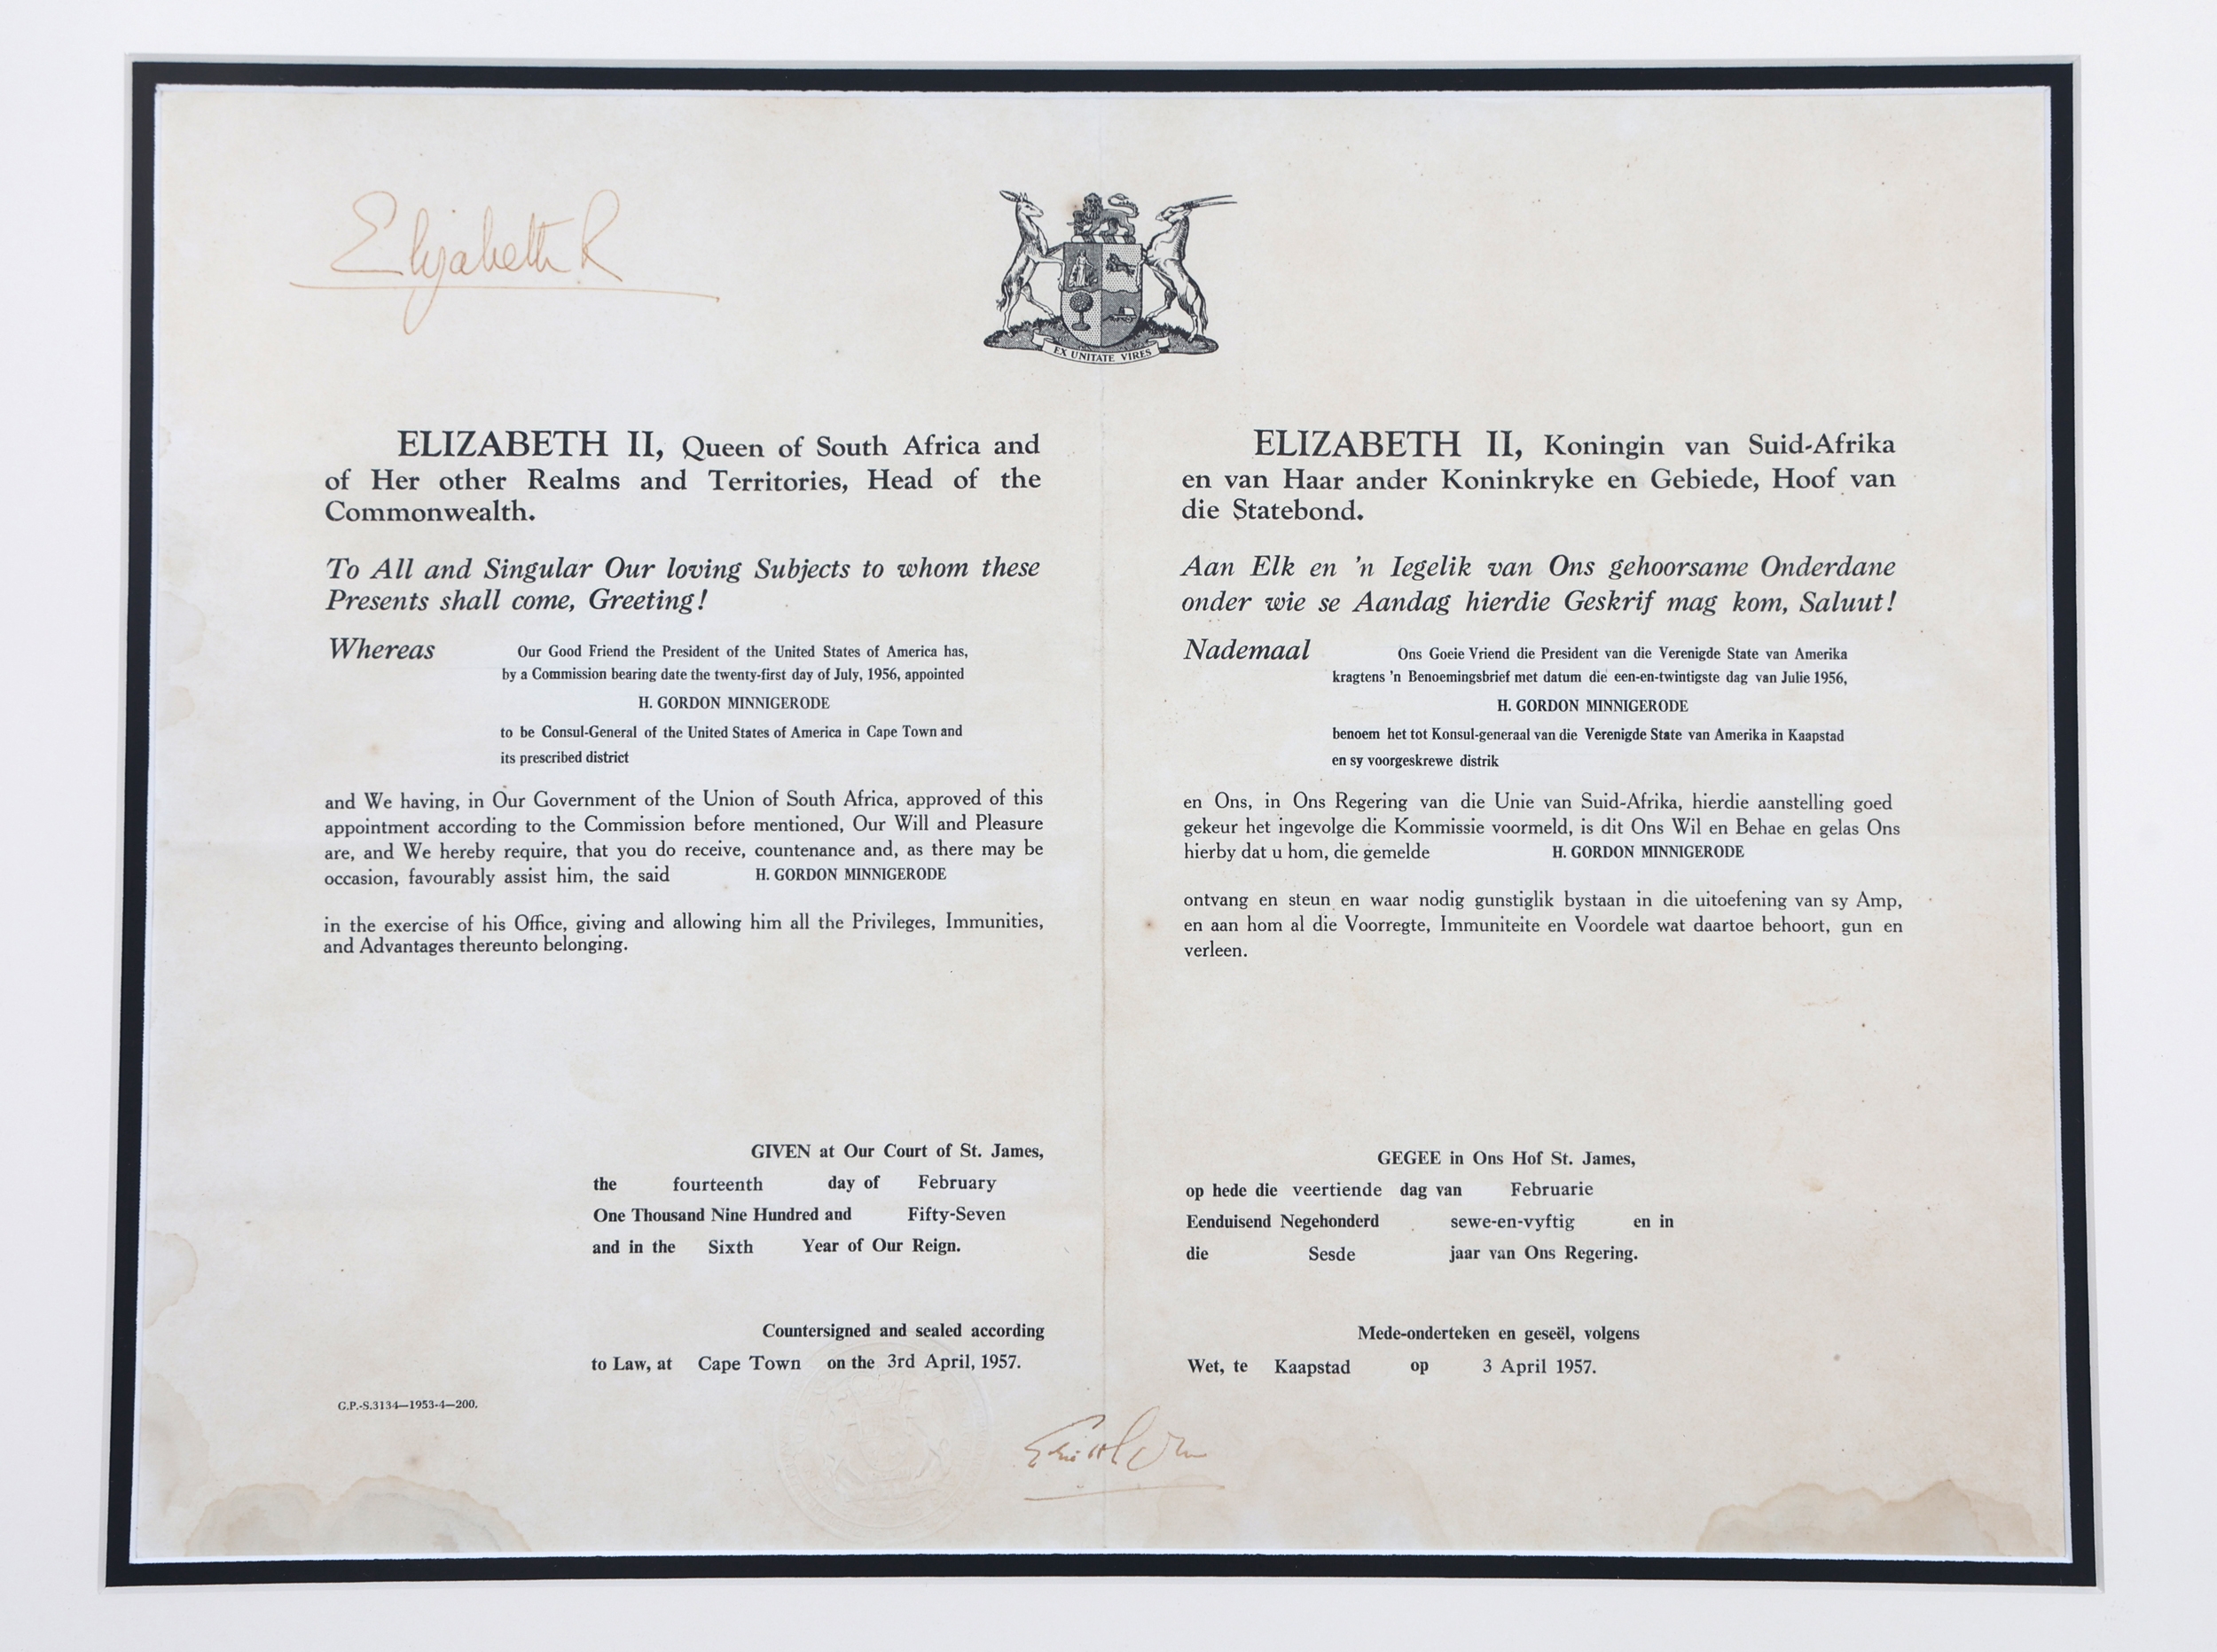 Elizabeth R
EX UNITATE VIRES
ELIZABETH II, Queen of South Africa and
of Her other Realms and Territories, Head of the
Commonwealth.
To All and Singular Our loving Subjects to whom these
Presents shall come, Greeting!
Whereas Our Good Friend the President of the United States of America has,
by a Commission bearing date the twenty-first day of July, 1956, appointed
H. GORDON MINNIGERODE
to be Consul-General of the United States of America in Cape Town and
its prescribed district
and We having, in Our Government of the Union of South Africa, approved of this
appointment according to the Commission before mentioned, Our Will and Pleasure
are, and We hereby require, that you do receive, countenance and, as there may be
occasion, favourably assist him, the said H. GORDON MINNIGERODE
in the exercise of his Office, giving and allowing him all the Privileges, Immunities,
and Advantages thereunto belonging.
GIVEN at Our Court of St. James,
the fourteenth day of February
One Thousand Nine Hundred and Fifty-Seven
and in the Sixth Year of Our Reign.
Countersigned and sealed according
to Law, at Cape Town on the 3rd April, 1957.
G.P.-S.3134—1953-4—200.
ELIZABETH II, Koningin van Suid-Afrika
en van Haar ander Koninkryke en Gebiede, Hoof van
die Statebond.
Aan Elk en 'n Iegelik van Ons gehoorsame Onderdane
onder wie se Aandag hierdie Geskrif mag kom, Saluut!
Nademaal Ons Goeie Vriend die President van die Verenigde State van Amerika
kragtens 'n Benoemingsbrief met datum die een-en-twintigste dag van Julie 1956,
H. GORDON MINNIGERODE
benoem het tot Konsul-generaal van die Verenigde State van Amerika in Kaapstad
en sy voorgeskrewe distrik
en Ons, in Ons Regering van die Unie van Suid-Afrika, hierdie aanstelling goed
gekeur het ingevolge die Kommissie voormeld, is dit Ons Wil en Behae en gelas Ons
hierby dat u hom, die gemelde H. GORDON MINNIGERODE
ontvang en steun en waar nodig gunstiglik bystaan in die uitoefening van sy Amp,
en aan hom al die Voorregte, Immuniteite en Voordele wat daartoe behoort, gun en
verleen.
GEGEE in Ons Hof St. James,
op hede die veertiende dag van Februarie
Eenduisend Negehonderd sewe-en-vyftig en in
die Sesde jaar van Ons Regering.
Mede-onderteken en geseël, volgens
Wet, te Kaapstad op 3 April 1957.